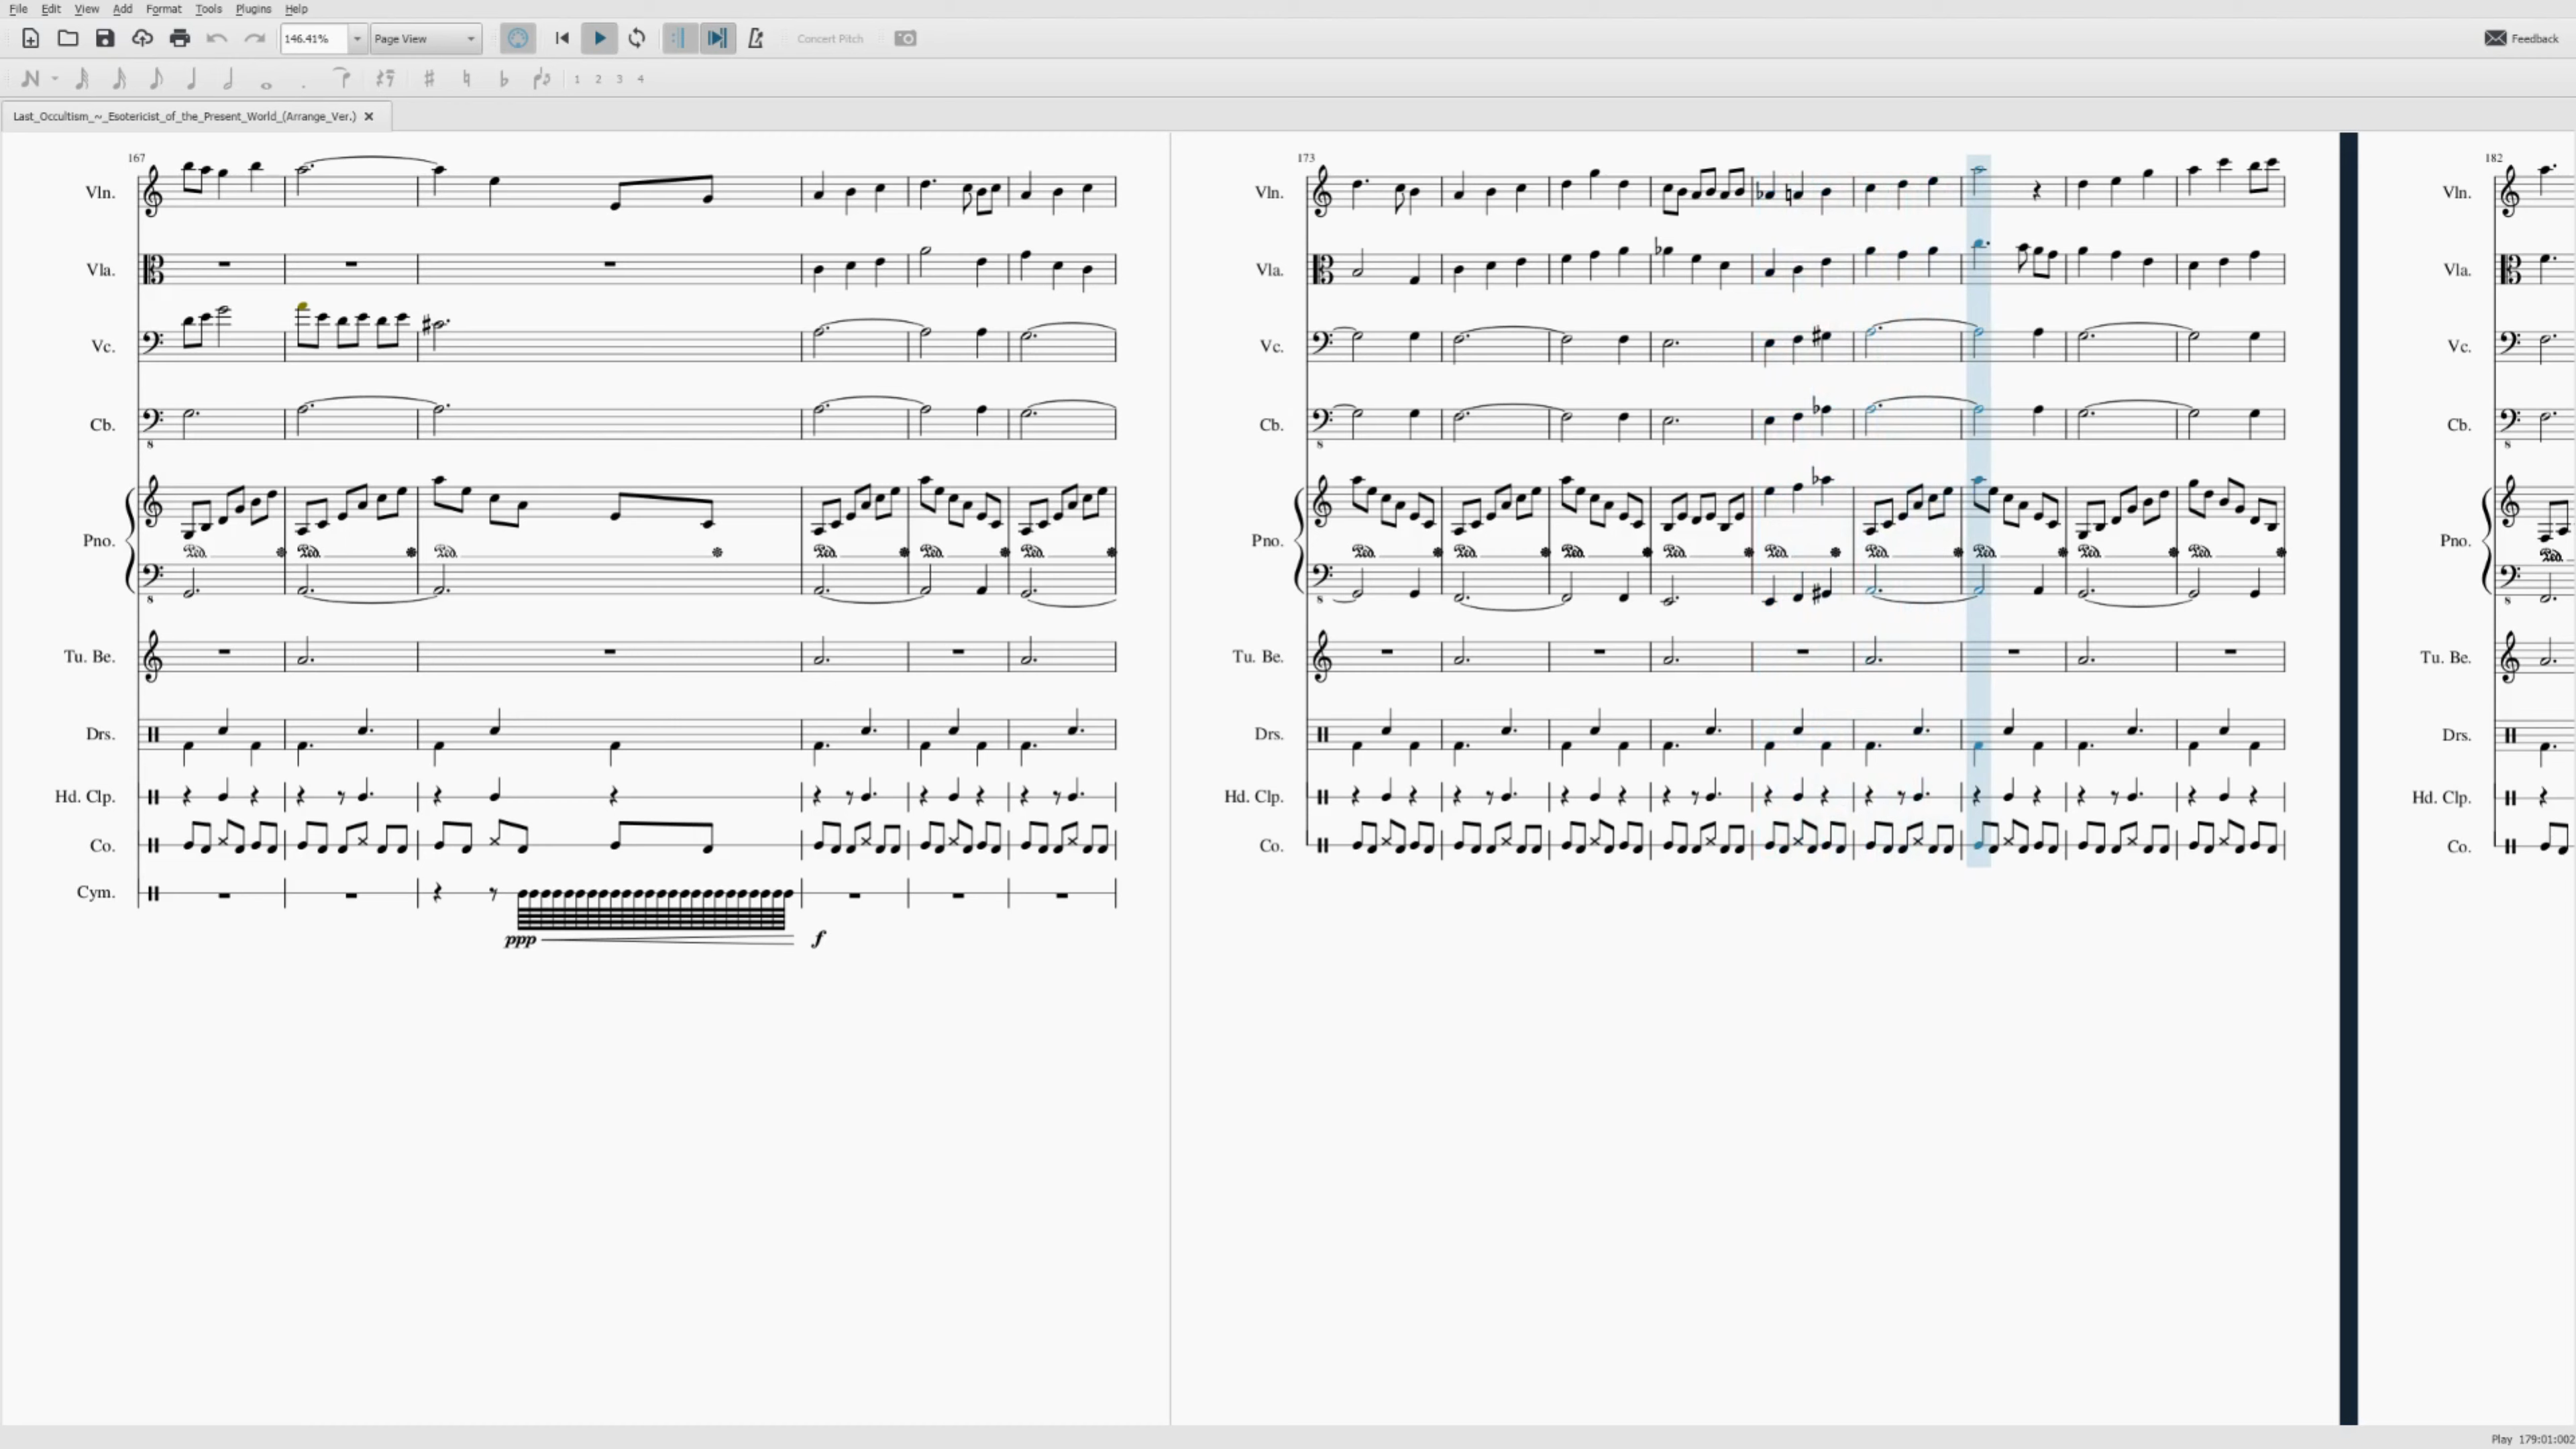 File Edit View Add Format Tools Plugins Help
146.41% Page View Concert Pitch Feedback
1 2 3 4
Last_Occultism_~_Esotericist_of_the_Present_World_(Arrange_Ver.)
167 173 182
Vln. Vln. Vln.
Vla. Vla. Vla.
Vc. Vc. Vc.
Cb. Cb. Cb.
Pno. Pno. Pno.
Tu. Be. Tu. Be. Tu. Be.
Drs. Drs. Drs.
Hd. Clp. Hd. Clp. Hd. Clp.
Co. Co. Co.
Cym.
ppp f
Play 179:01:002